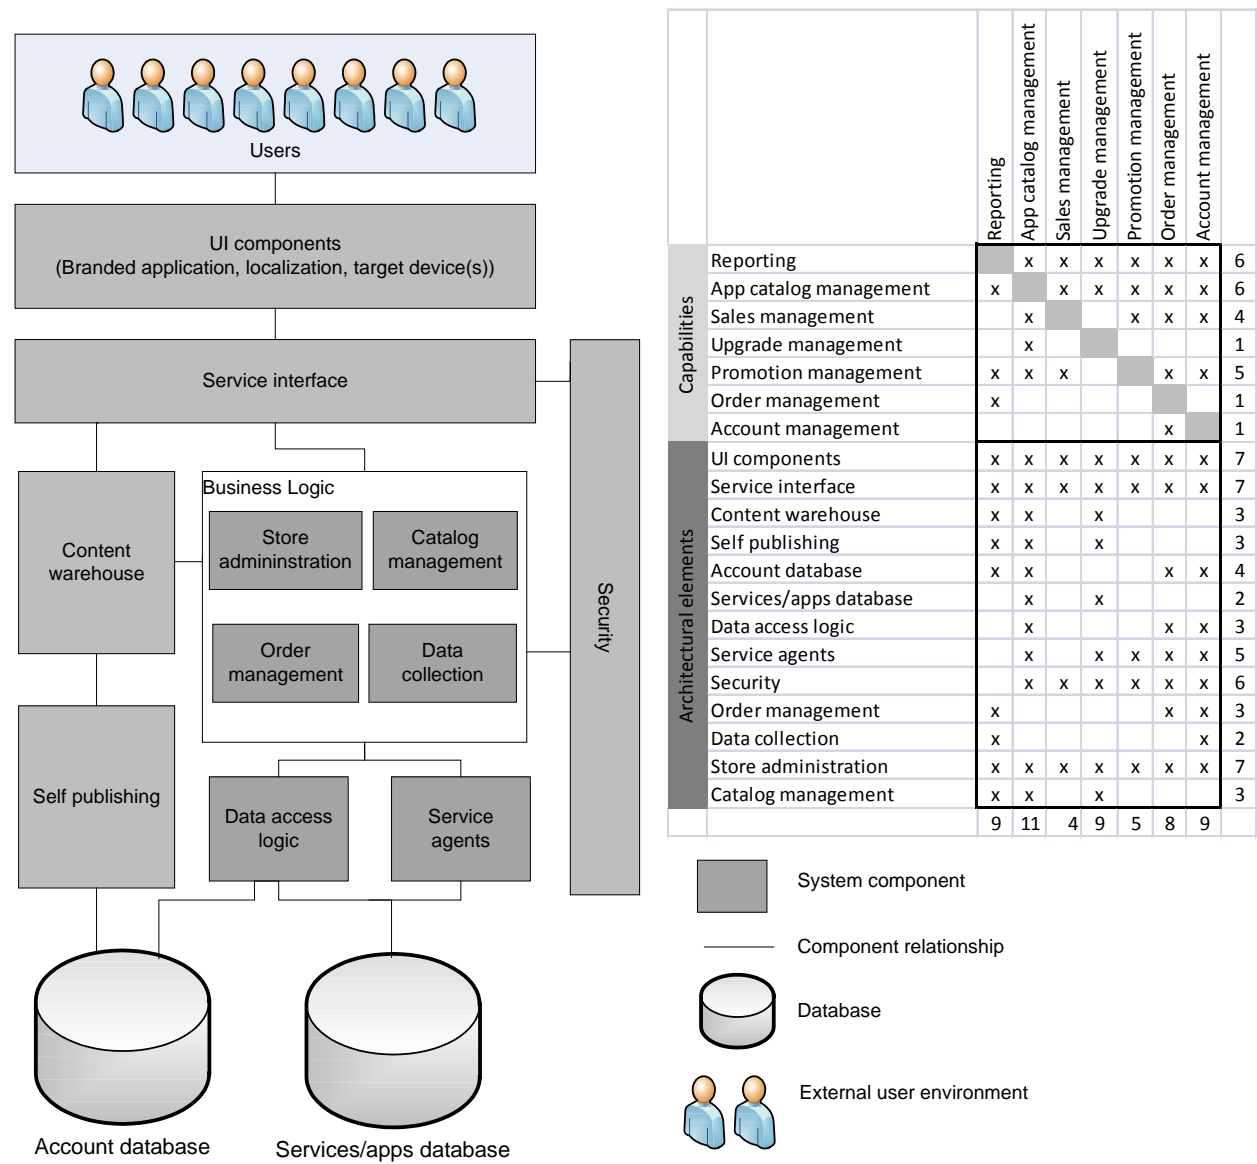 Users
UI components
(Branded application, localization, target device(s))
Service interface
Content
warehouse
Business Logic
Store
admininstration
Catalog
management
Order
management
Data
collection
Security
Self publishing
Data access
logic
Service
agents
Account database
Services/apps database
Reporting
App catalog management
Sales management
Upgrade management
Promotion management
Order management
Account management
Capabilities
Reporting x x x x x x 6
App catalog management x x x x x x 6
Sales management x x x x 4
Upgrade management x 1
Promotion management x x x x x 5
Order management x 1
Account management x 1
Architectural elements
UI components x x x x x x x 7
Service interface x x x x x x x 7
Content warehouse x x x 3
Self publishing x x x 3
Account database x x x x 4
Services/apps database x x 2
Data access logic x x x 3
Service agents x x x x x 5
Security x x x x x x 6
Order management x x x 3
Data collection x x 2
Store administration x x x x x x x 7
Catalog management x x x 3
9 11 4 9 5 8 9
System component
Component relationship
Database
External user environment